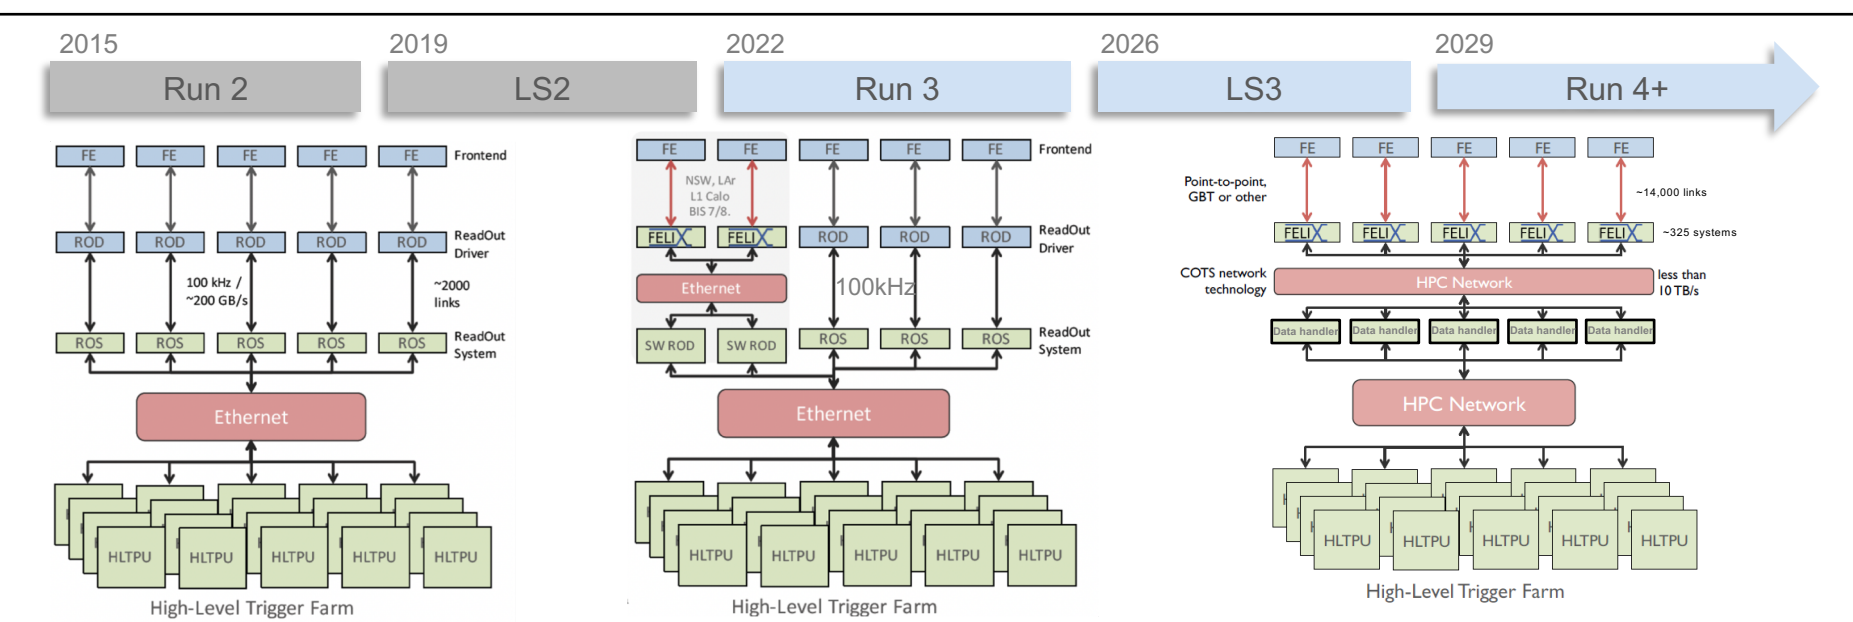 2015
2019
2022
2026
2029
Run 2
LS2
Run 3
LS3
Run 4+
FE
FE
FE
FE
FE
Frontend
ROD
ROD
ROD
ROD
ROD
ReadOut
Driver
100 kHz /
~200 GB/s
~2000
links
ROS
ROS
ROS
ROS
ROS
ReadOut
System
Ethernet
HLTPU
HLTPU
HLTPU
HLTPU
HLTPU
High-Level Trigger Farm
FE
FE
FE
FE
FE
Frontend
NSW, LAr
L1 Calo
BIS 7/8.
FELIX
FELIX
ROD
ROD
ROD
ReadOut
Driver
Ethernet
100kHz
SW ROD
SW ROD
ROS
ROS
ROS
ReadOut
System
Ethernet
HLTPU
HLTPU
HLTPU
HLTPU
HLTPU
High-Level Trigger Farm
FE
FE
FE
FE
FE
Point-to-point,
GBT or other
~14,000 links
FELIX
FELIX
FELIX
FELIX
FELIX
~325 systems
COTS network
technology
HPC Network
less than
10 TB/s
Data handler
Data handler
Data handler
Data handler
Data handler
HPC Network
HLTPU
HLTPU
HLTPU
HLTPU
HLTPU
High-Level Trigger Farm